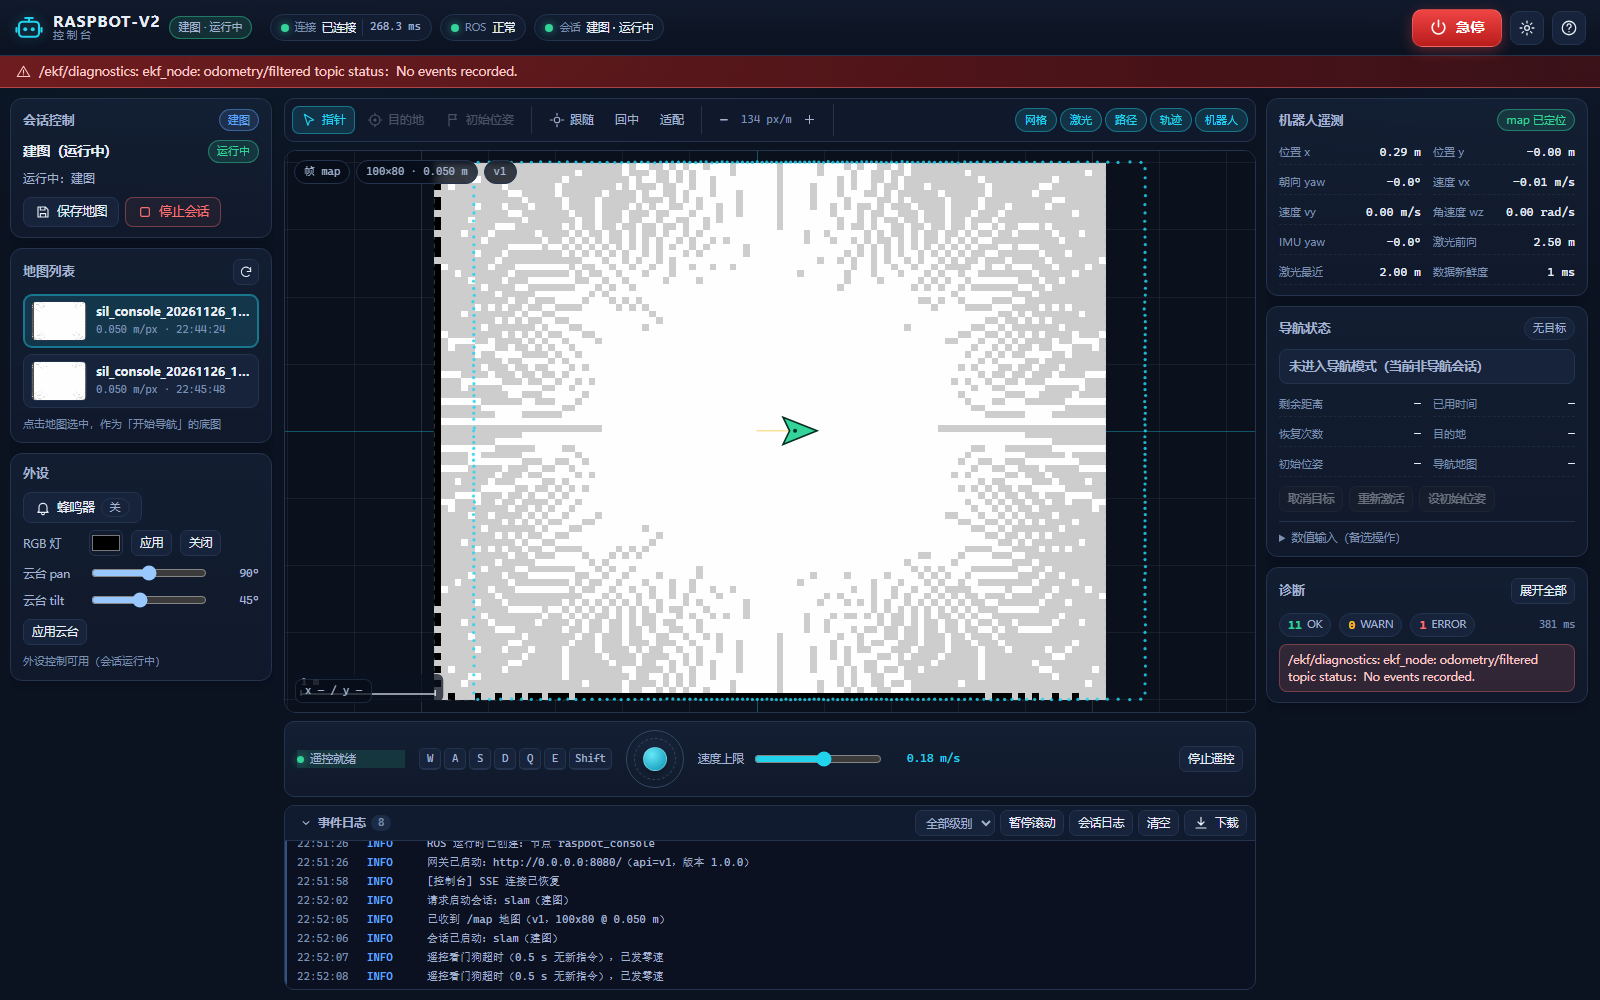 RASPBOT-V2
控制台
建图 · 运行中
连接 已连接 268.3 ms
ROS 正常
会话 建图 · 运行中
急停
/ekf/diagnostics: ekf_node: odometry/filtered topic status: No events recorded.
会话控制 建图
建图（运行中） 运行中
运行中：建图
保存地图 停止会话
地图列表
sil_console_20261126_1...
0.050 m/px · 22:44:24
sil_console_20261126_1...
0.050 m/px · 22:45:48
点击地图选中，作为「开始导航」的底图
外设
蜂鸣器 关
RGB 灯 应用 关闭
云台 pan 90°
云台 tilt 45°
应用云台
外设控制可用（会话运行中）
指针 目的地 初始位姿 跟随 回中 适配 − 134 px/m +
网格 激光 路径 轨迹 机器人
帧 map 100×80 · 0.050 m v1
x − / y −
遥控就绪 W A S D Q E Shift 速度上限 0.18 m/s 停止遥控
事件日志 8 全部级别 暂停滚动 会话日志 清空 下载
22:51:26 INFO ROS 运行时已创建：节点 raspbot_console
22:51:26 INFO 网关已启动：http://0.0.0.0:8080/（api=v1，版本 1.0.0）
22:51:58 INFO [控制台] SSE 连接已恢复
22:52:02 INFO 请求启动会话：slam（建图）
22:52:05 INFO 已收到 /map 地图（v1，100x80 @ 0.050 m）
22:52:06 INFO 会话已启动：slam（建图）
22:52:07 INFO 遥控看门狗超时（0.5 s 无新指令），已发零速
22:52:08 INFO 遥控看门狗超时（0.5 s 无新指令），已发零速
机器人遥测 map 已定位
位置 x 0.29 m 位置 y −0.00 m
朝向 yaw −0.0° 速度 vx −0.01 m/s
速度 vy 0.00 m/s 角速度 wz 0.00 rad/s
IMU yaw −0.0° 激光前向 2.50 m
激光最近 2.00 m 数据新鲜度 1 ms
导航状态 无目标
未进入导航模式（当前非导航会话）
剩余距离 − 已用时间 −
恢复次数 − 目的地 −
初始位姿 − 导航地图 −
取消目标 重新激活 设初始位姿
数值输入（备选操作）
诊断 展开全部
11 OK 0 WARN 1 ERROR 381 ms
/ekf/diagnostics: ekf_node: odometry/filtered
topic status: No events recorded.